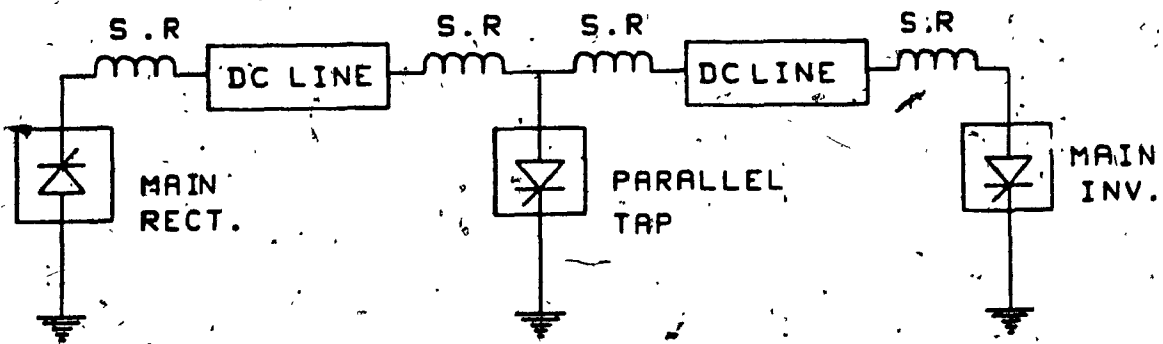 S.R
S.R
S.R
S.R
DC LINE
DC LINE
MAIN
RECT.
PARALLEL
TAP
MAIN
INV.